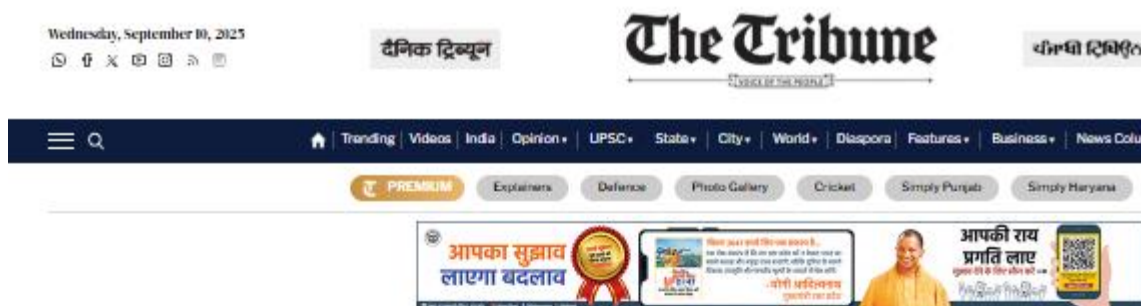 Wednesday, September 10, 2025
दैनिक ट्रिब्यून
The Tribune
VOICE OF THE PEOPLE
ਪੰਜਾਬੀ ਟ੍ਰਿਬਿਊਨ
Trending Videos India Opinion UPSC State City World Diaspora Features Business News Colu
PREMIUM Explainers Defence Photo Gallery Cricket Simply Punjab Simply Haryana
आपका सुझाव
लाएगा बदलाव
-योगी आदित्यनाथ
आपकी राय
प्रगति लाए